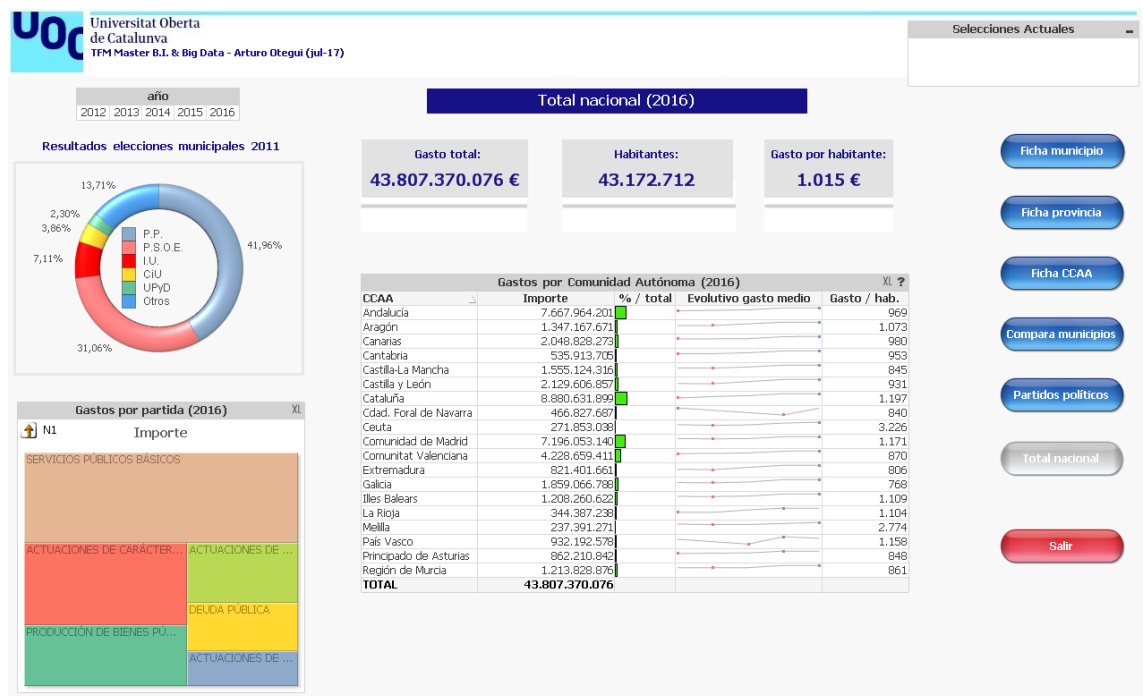 UOC
Universitat Oberta
de Catalunya
TFM Master B.I. & Big Data - Arturo Otegui (jul-17)
Selecciones Actuales
año
2012 2013 2014 2015 2016
Total nacional (2016)
Resultados elecciones municipales 2011
13,71%
2,30%
3,86%
7,11%
31,06%
41,96%
P.P.
P.S.O.E.
I.U.
CiU
UPyD
Otros
Gasto total:
43.807.370.076 €
Habitantes:
43.172.712
Gasto por habitante:
1.015 €
Gastos por Comunidad Autónoma (2016) XL ?
CCAA Importe % / total Evolutivo gasto medio Gasto / hab.
Andalucía 7.667.964.201 969
Aragón 1.347.167.671 1.073
Canarias 2.048.828.273 980
Cantabria 535.913.705 953
Castilla-La Mancha 1.555.124.316 845
Castilla y León 2.129.606.857 931
Cataluña 8.880.631.899 1.197
Cdad. Foral de Navarra 466.827.687 840
Ceuta 271.853.038 3.226
Comunidad de Madrid 7.196.053.140 1.171
Comunitat Valenciana 4.228.659.411 870
Extremadura 821.401.661 806
Galicia 1.859.066.788 768
Illes Balears 1.208.260.622 1.109
La Rioja 344.387.238 1.104
Melilla 237.391.271 2.774
País Vasco 932.192.578 1.158
Principado de Asturias 862.210.842 848
Región de Murcia 1.213.828.876 861
TOTAL 43.807.370.076
Gastos por partida (2016) XL
N1 Importe
SERVICIOS PÚBLICOS BÁSICOS
ACTUACIONES DE CARÁCTER...
ACTUACIONES DE ...
DEUDA PÚBLICA
PRODUCCIÓN DE BIENES PÚ...
ACTUACIONES DE ...
Ficha municipio
Ficha provincia
Ficha CCAA
Compara municipios
Partidos políticos
Total nacional
Salir